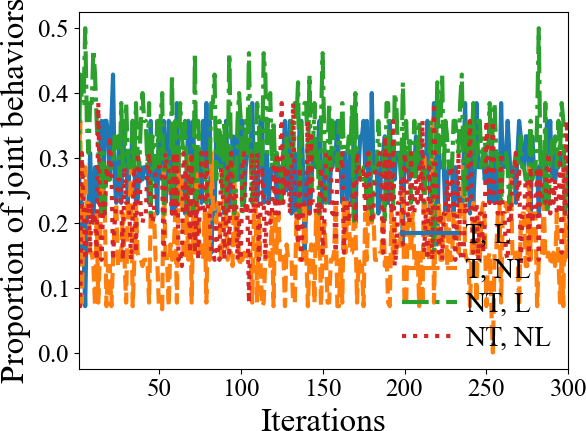 Proportion of joint behaviors
0.5
0.4
0.3
0.2
0.1
0.0
T, L
T, NL
NT, L
NT, NL
50 100 150 200 250 300
Iterations